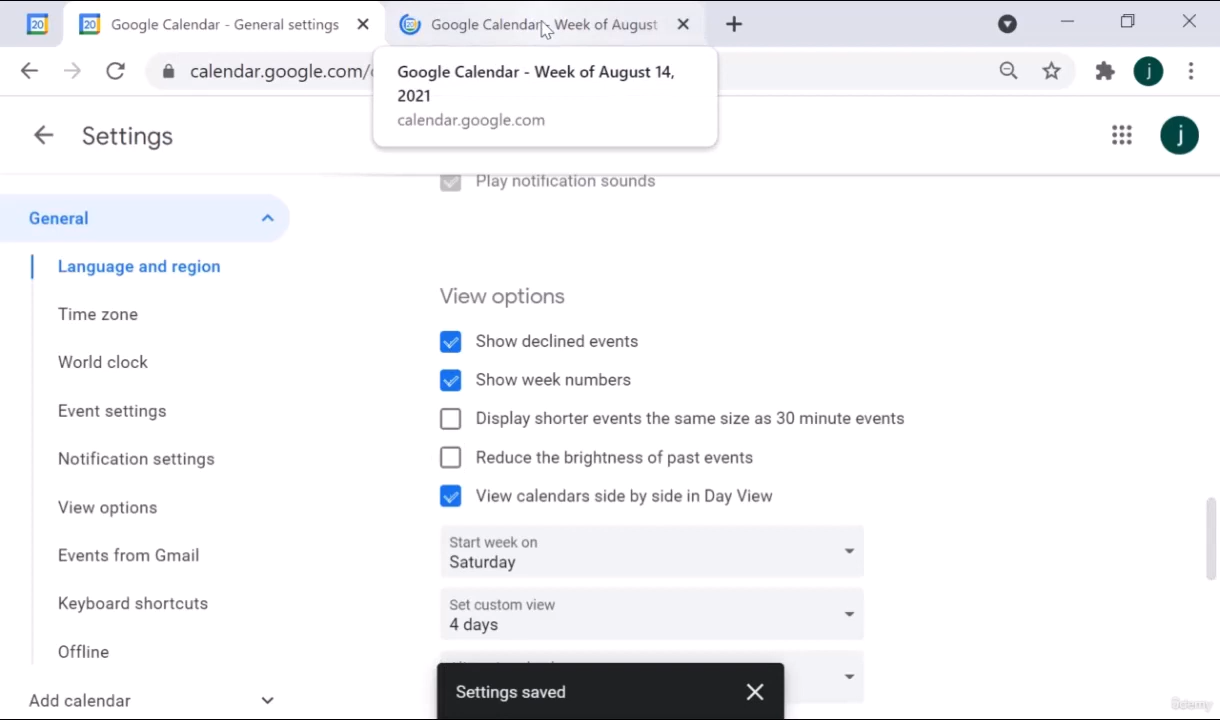 20
20 Google Calendar - General settings
20 Google Calendar - Week of August
calendar.google.com/
j
Google Calendar - Week of August 14,
2021
calendar.google.com
Settings
j
General
Language and region
Time zone
World clock
Event settings
Notification settings
View options
Events from Gmail
Keyboard shortcuts
Offline
Add calendar
Play notification sounds
View options
Show declined events
Show week numbers
Display shorter events the same size as 30 minute events
Reduce the brightness of past events
View calendars side by side in Day View
Start week on
Saturday
Set custom view
4 days
Settings saved
ûdemy